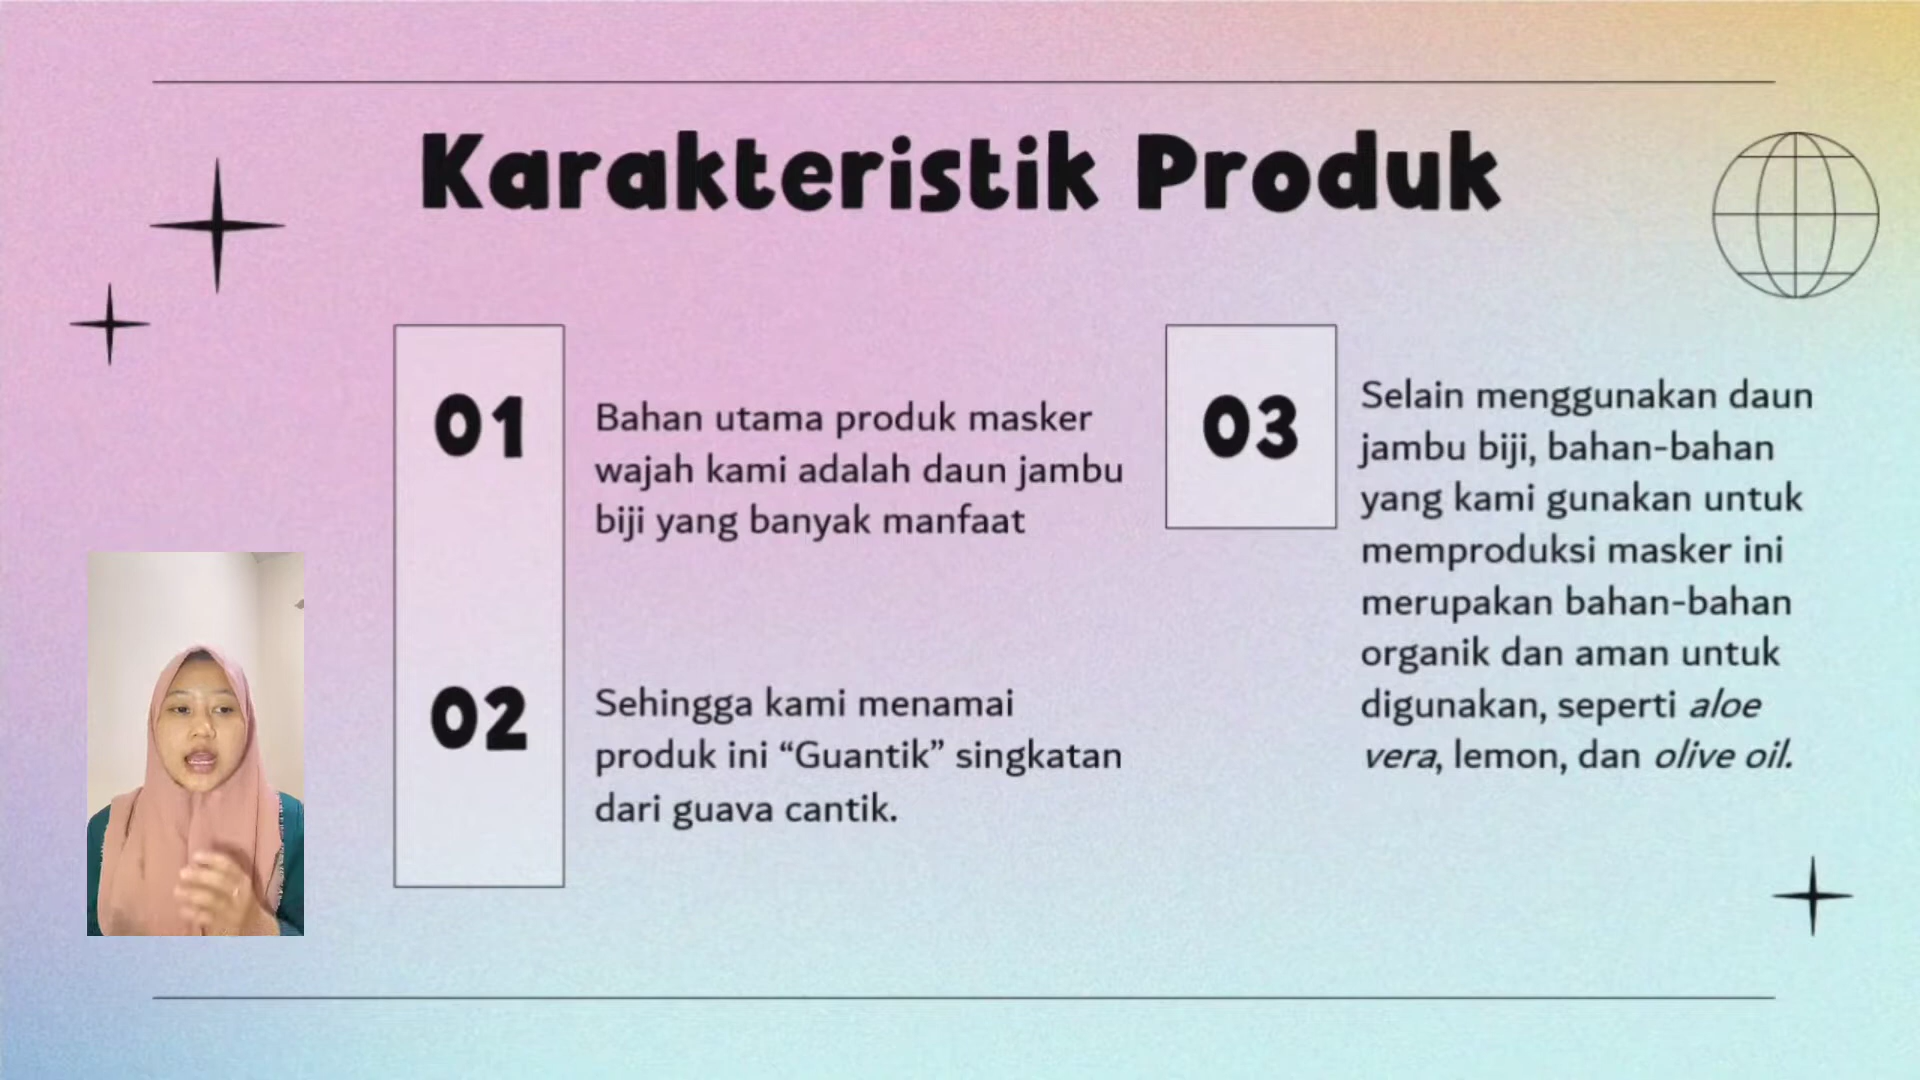 Karakteristik Produk
01
Bahan utama produk masker
wajah kami adalah daun jambu
biji yang banyak manfaat
02
Sehingga kami menamai
produk ini “Guantik” singkatan
dari guava cantik.
03
Selain menggunakan daun
jambu biji, bahan-bahan
yang kami gunakan untuk
memproduksi masker ini
merupakan bahan-bahan
organik dan aman untuk
digunakan, seperti aloe
vera, lemon, dan olive oil.